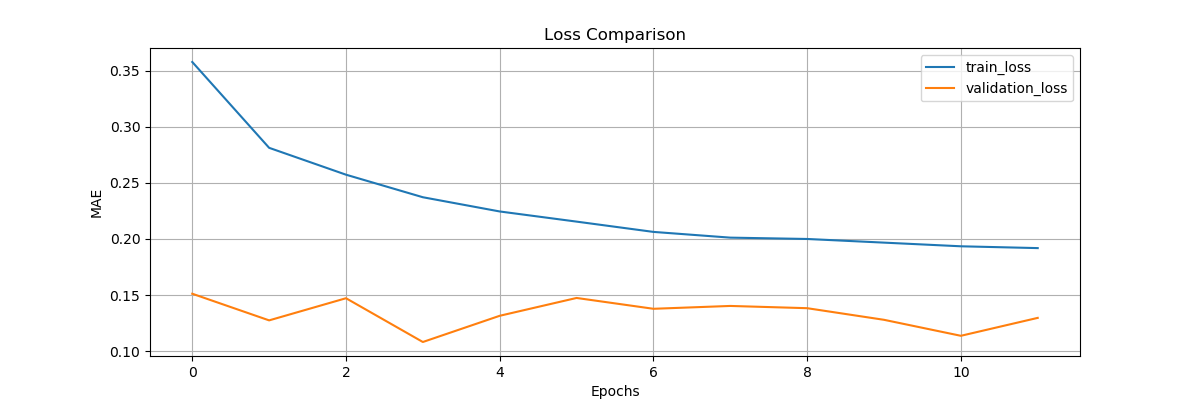 Loss Comparison
train_loss
validation_loss
MAE
0.35
0.30
0.25
0.20
0.15
0.10
0 2 4 6 8 10
Epochs